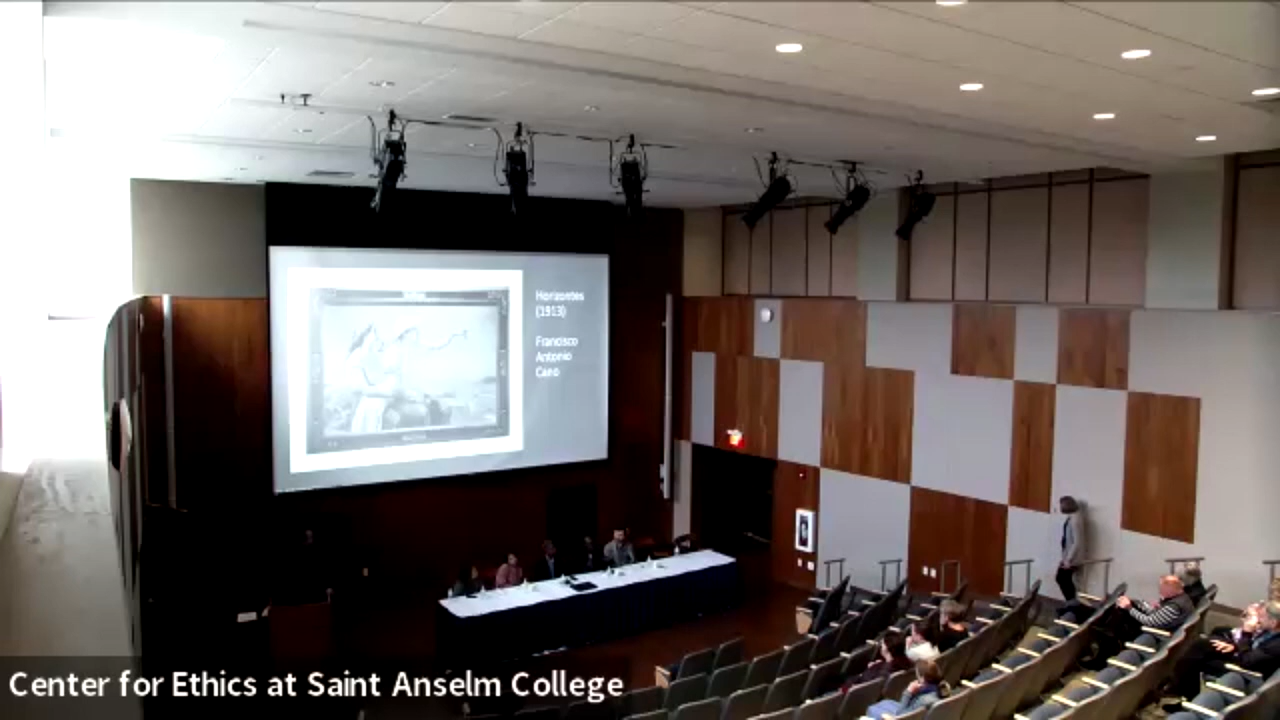 Horizontes
(1913)
Francisco
Antonio
Cano
Center for Ethics at Saint Anselm College